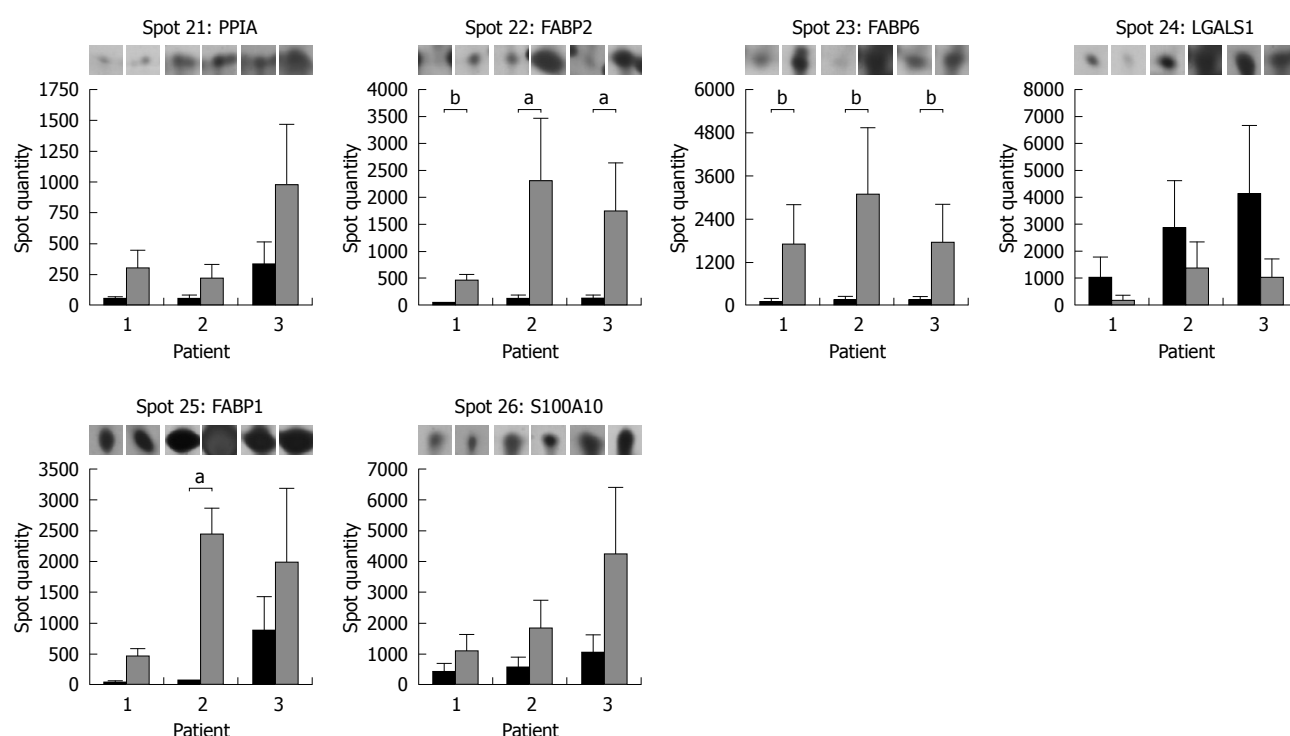 Spot 21: PPIA
Spot quantity
1750
1500
1250
1000
750
500
250
0
1 2 3
Patient
Spot 22: FABP2
Spot quantity
4000
3500
3000
2500
2000
1500
1000
500
0
b a a
1 2 3
Patient
Spot 23: FABP6
Spot quantity
6000
4800
3600
2400
1200
0
b b b
1 2 3
Patient
Spot 24: LGALS1
Spot quantity
8000
7000
6000
5000
4000
3000
2000
1000
0
1 2 3
Patient
Spot 25: FABP1
Spot quantity
3500
3000
2500
2000
1500
1000
500
0
a
1 2 3
Patient
Spot 26: S100A10
Spot quantity
7000
6000
5000
4000
3000
2000
1000
0
1 2 3
Patient